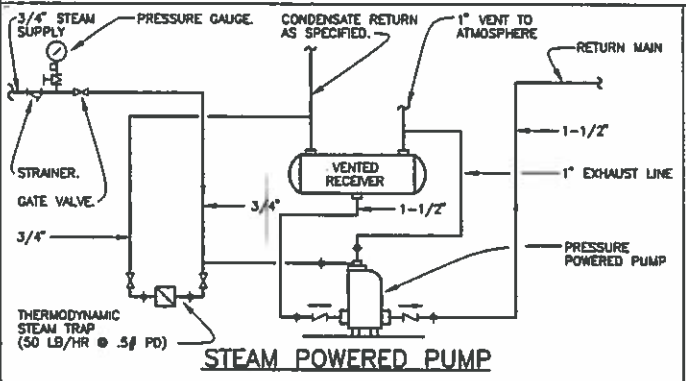 3/4" STEAM
SUPPLY
PRESSURE GAUGE.
CONDENSATE RETURN
AS SPECIFIED.
1" VENT TO
ATMOSPHERE
RETURN MAIN
1-1/2"
STRAINER.
VENTED
RECEIVER
1" EXHAUST LINE
GATE VALVE.
3/4"
1-1/2"
3/4"
PRESSURE
POWERED PUMP
THERMODYNAMIC
STEAM TRAP
(50 LB/HR @ .5# PD)
STEAM POWERED PUMP